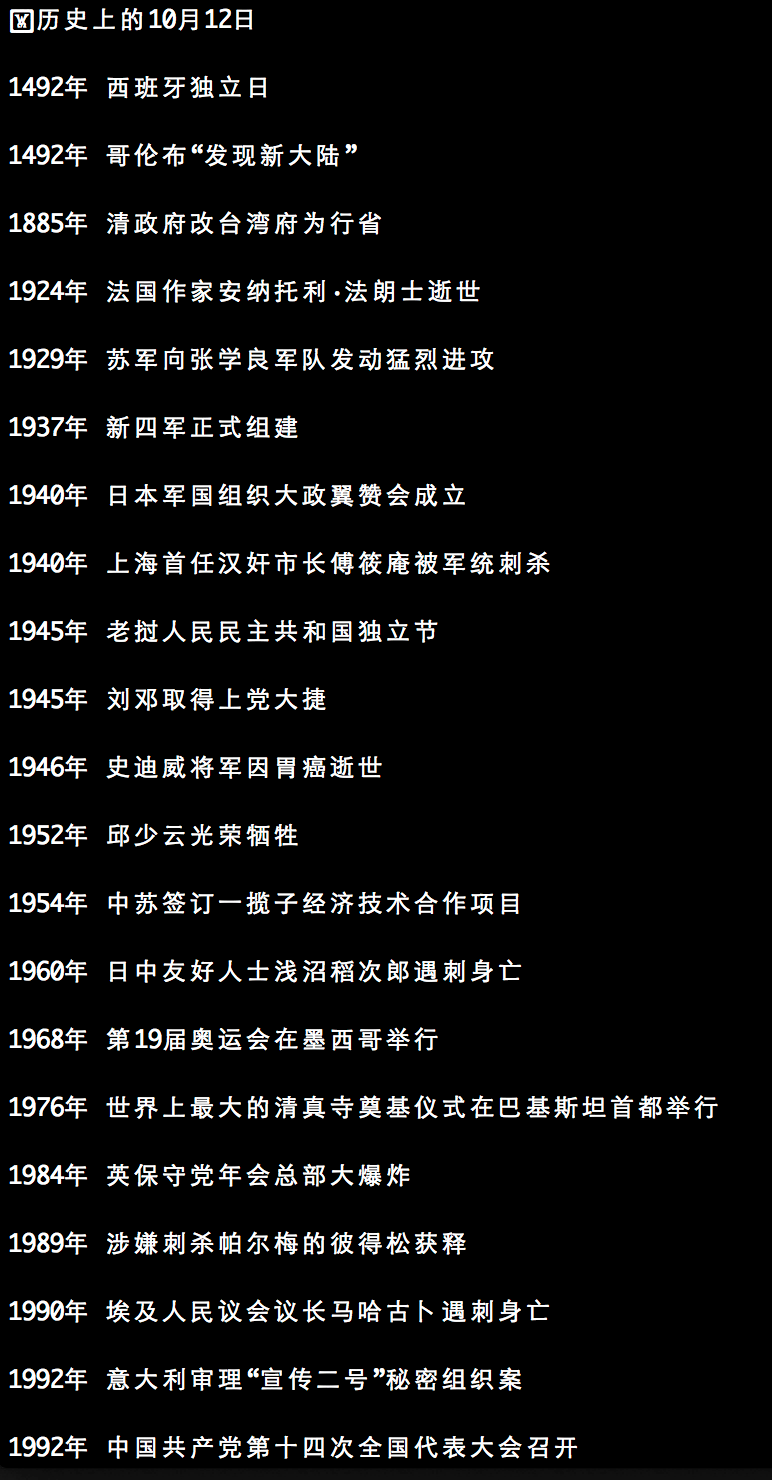 历史上的10月12日
1492年 西班牙独立日
1492年 哥伦布“发现新大陆”
1885年 清政府改台湾府为行省
1924年 法国作家安纳托利·法朗士逝世
1929年 苏军向张学良军队发动猛烈进攻
1937年 新四军正式组建
1940年 日本军国组织大政翼赞会成立
1940年 上海首任汉奸市长傅筱庵被军统刺杀
1945年 老挝人民民主共和国独立节
1945年 刘邓取得上党大捷
1946年 史迪威将军因胃癌逝世
1952年 邱少云光荣牺牲
1954年 中苏签订一揽子经济技术合作项目
1960年 日中友好人士浅沼稻次郎遇刺身亡
1968年 第19届奥运会在墨西哥举行
1976年 世界上最大的清真寺奠基仪式在巴基斯坦首都举行
1984年 英保守党年会总部大爆炸
1989年 涉嫌刺杀帕尔梅的彼得松获释
1990年 埃及人民议会议长马哈古卜遇刺身亡
1992年 意大利审理“宣传二号”秘密组织案
1992年 中国共产党第十四次全国代表大会召开